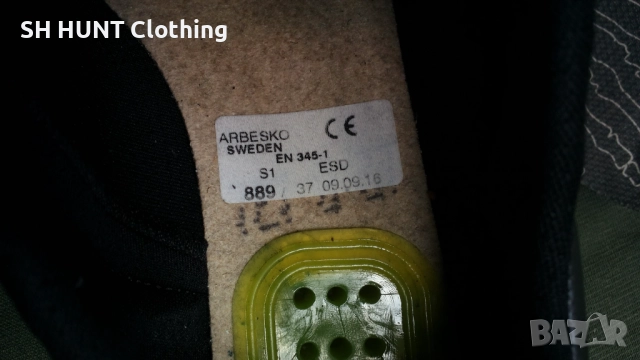 SH HUNT Clothing
ARBESKO CE
SWEDEN
EN 345-1
S1 ESD
889 / 37 09.09.16
BAZAR